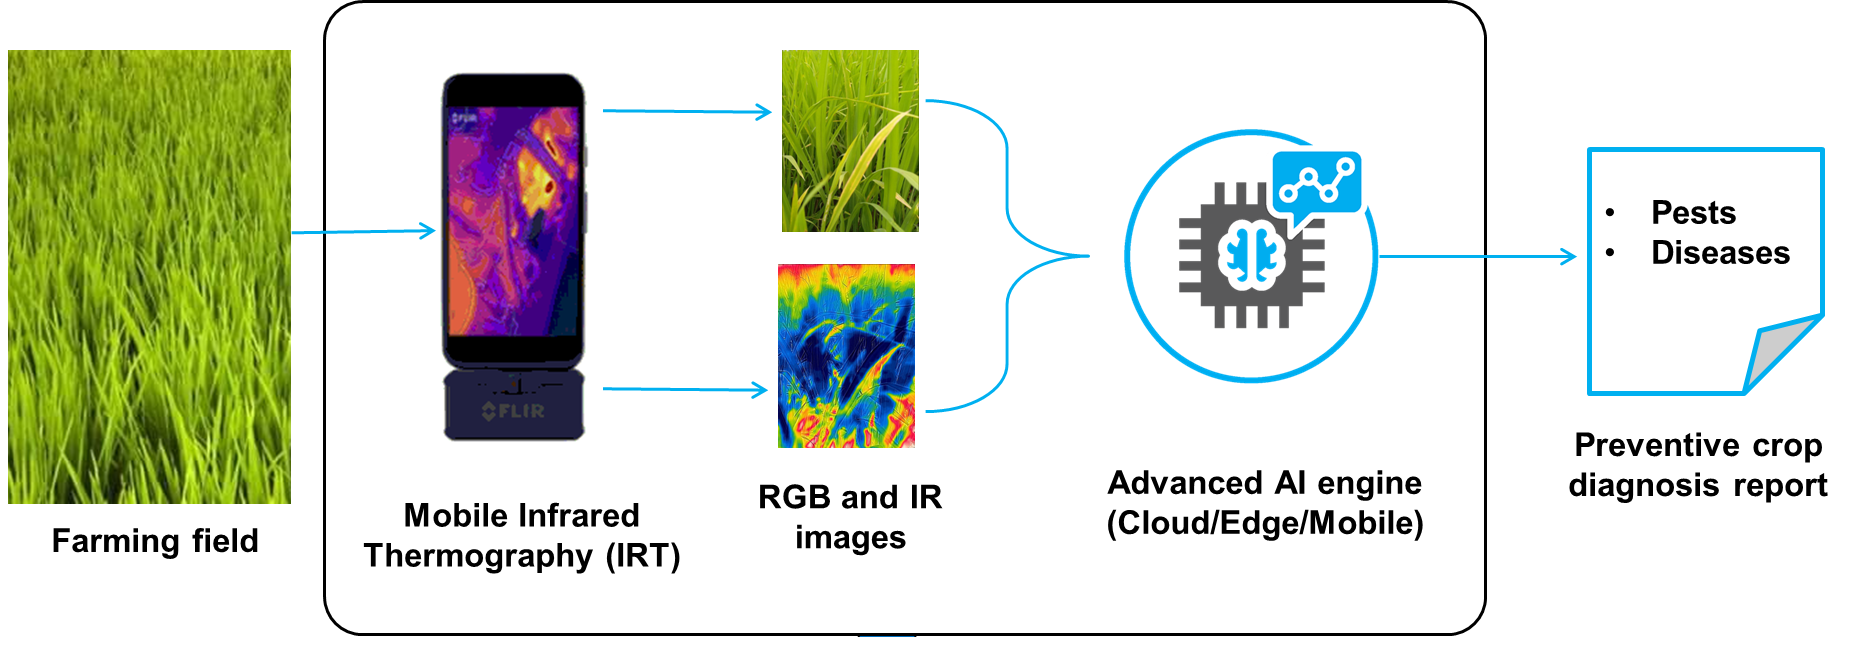 FLIR
FLIR
Farming field
Mobile Infrared
Thermography (IRT)
RGB and IR
images
Advanced AI engine
(Cloud/Edge/Mobile)
• Pests
• Diseases
Preventive crop
diagnosis report